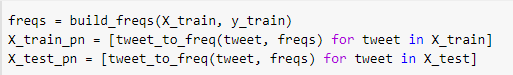 freqs = build_freqs(X_train, y_train)
X_train_pn = [tweet_to_freq(tweet, freqs) for tweet in X_train]
X_test_pn = [tweet_to_freq(tweet, freqs) for tweet in X_test]